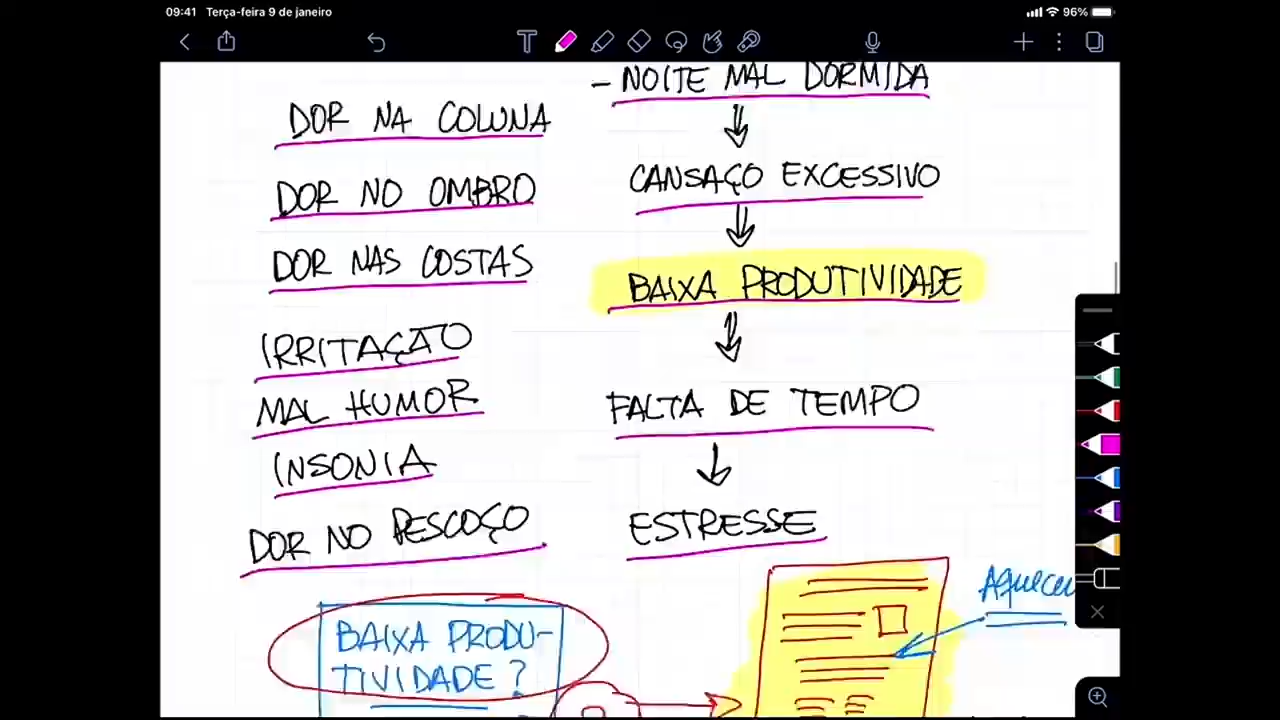 09:41 Terça-feira 9 de janeiro
96%
DOR NA COLUNA
DOR NO OMBRO
DOR NAS COSTAS
IRRITAÇÃO
MAL HUMOR
INSONIA
DOR NO PESCOÇO
- NOITE MAL DORMIDA
CANSAÇO EXCESSIVO
BAIXA PRODUTIVIDADE
FALTA DE TEMPO
ESTRESSE
BAIXA PRODU-
TIVIDADE?